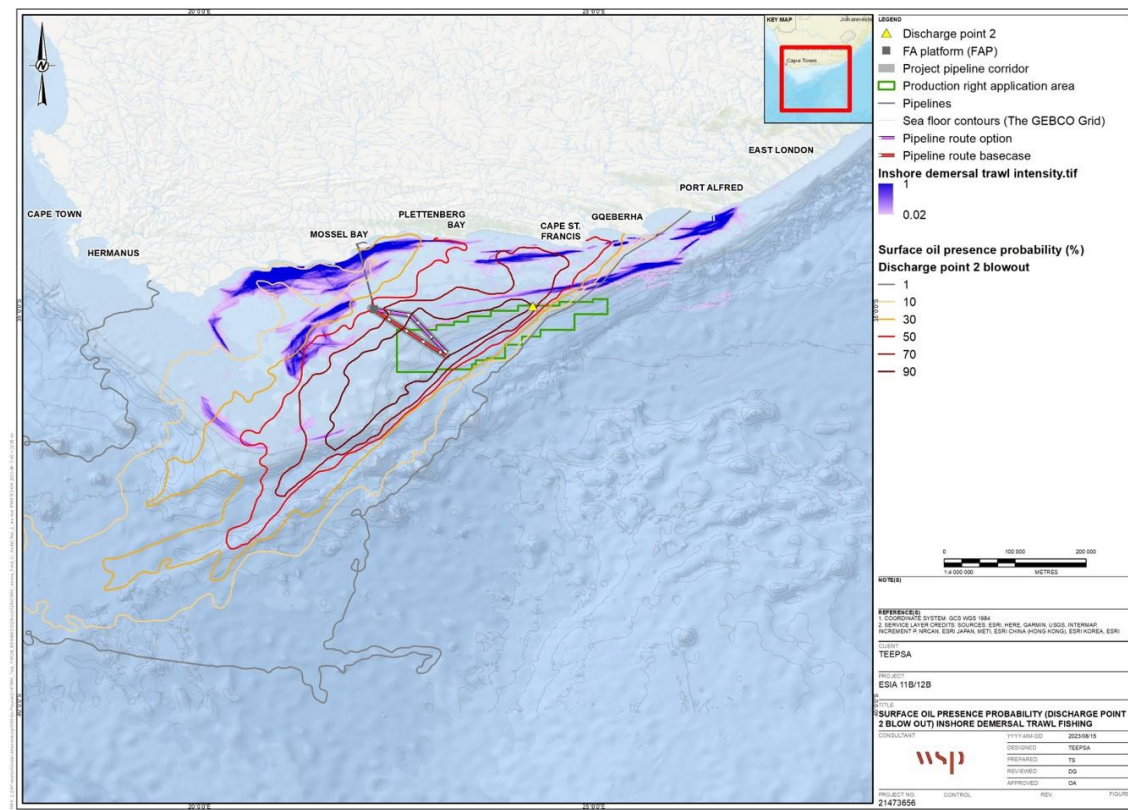 20°0'0"E
25°0'0"E
N
KEY MAP
Johannesbu
Cape Town
EAST LONDON
PORT ALFRED
GQEBERHA
CAPE ST.
FRANCIS
PLETTENBERG
BAY
MOSSEL BAY
CAPE TOWN
HERMANUS
20°0'0"E
25°0'0"E
LEGEND
Discharge point 2
FA platform (FAP)
Project pipeline corridor
Production right application area
Pipelines
Sea floor contours (The GEBCO Grid)
Pipeline route option
Pipeline route basecase
Inshore demersal trawl intensity.tif
1
0.02
Surface oil presence probability (%)
Discharge point 2 blowout
1
10
30
50
70
90
0 100 000 200 000
1:4 000 000 METRES
NOTE(S)
REFERENCE(S)
1. COORDINATE SYSTEM: GCS WGS 1984
2. SERVICE LAYER CREDITS: SOURCES: ESRI, HERE, GARMIN, USGS, INTERMAP,
INCREMENT P, NRCAN, ESRI JAPAN, METI, ESRI CHINA (HONG KONG), ESRI KOREA, ESRI
CLIENT
TEEPSA
PROJECT
ESIA 11B/12B
TITLE
SURFACE OIL PRESENCE PROBABILITY (DISCHARGE POINT
2 BLOW OUT) INSHORE DEMERSAL TRAWL FISHING
CONSULTANT
wsp
YYYY-MM-DD 2023/08/15
DESIGNED TEEPSA
PREPARED TS
REVIEWED DG
APPROVED OA
PROJECT NO. CONTROL REV. FIGURE
21473656